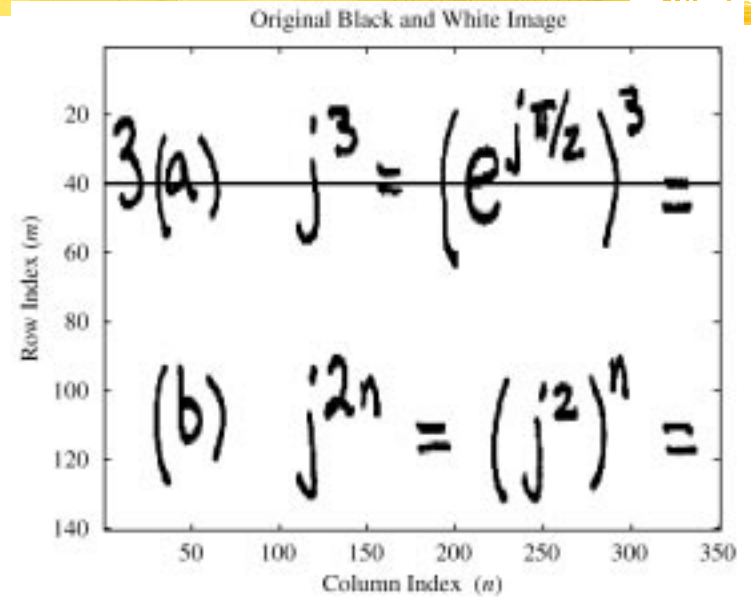 Original Black and White Image
Row Index (m)
20
40
60
80
100
120
140
3(a) j³ = (e^{jπ/2})³ =
(b) j^{2n} = (j²)ⁿ =
50 100 150 200 250 300 350
Column Index (n)